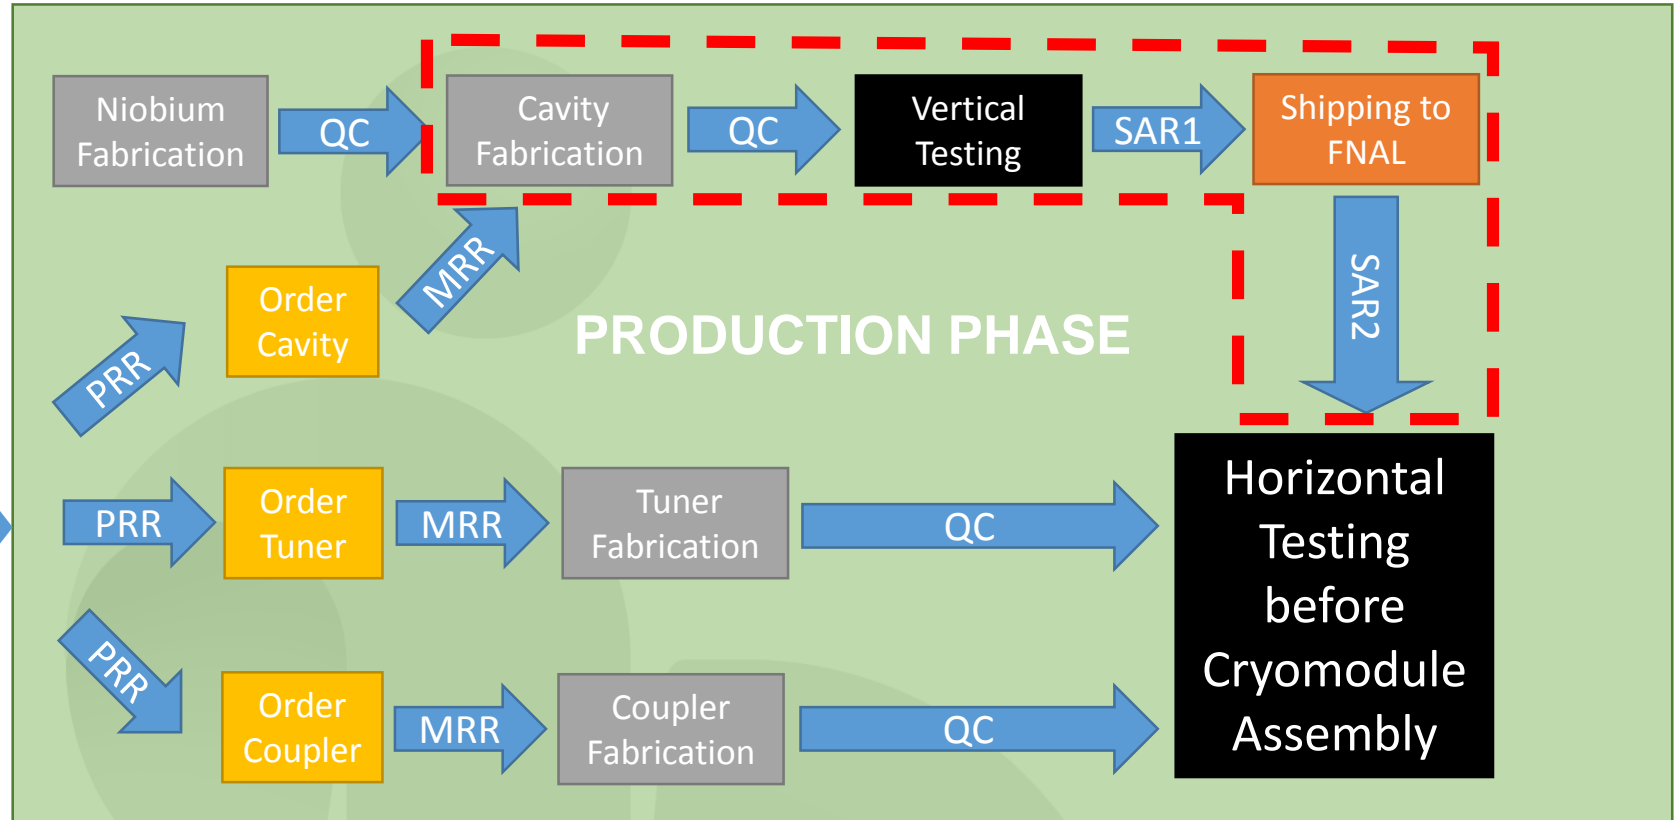 Niobium
Fabrication
QC
Cavity
Fabrication
QC
Vertical
Testing
SAR1
Shipping to
FNAL
PRR
Order
Cavity
MRR
PRODUCTION PHASE
SAR2
PRR
Order
Tuner
MRR
Tuner
Fabrication
QC
Horizontal
Testing
before
Cryomodule
Assembly
PRR
Order
Coupler
MRR
Coupler
Fabrication
QC